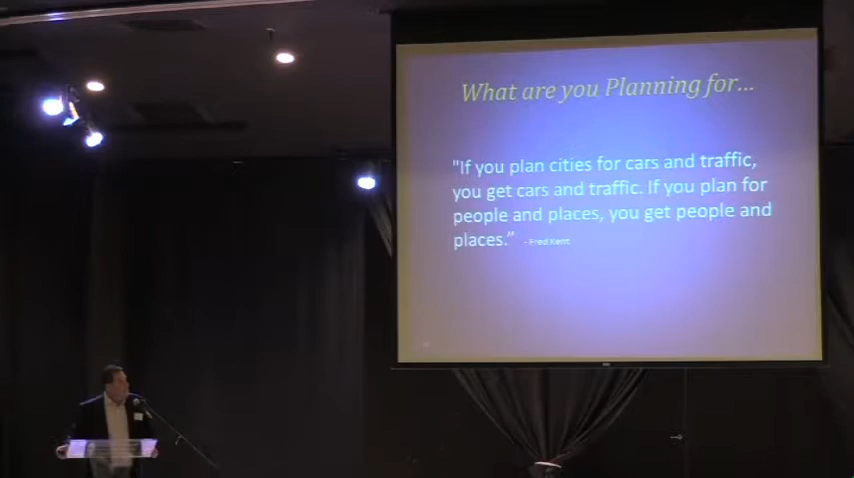 What are you Planning for...
"If you plan cities for cars and traffic,
you get cars and traffic. If you plan for
people and places, you get people and
places.” - Fred Kent